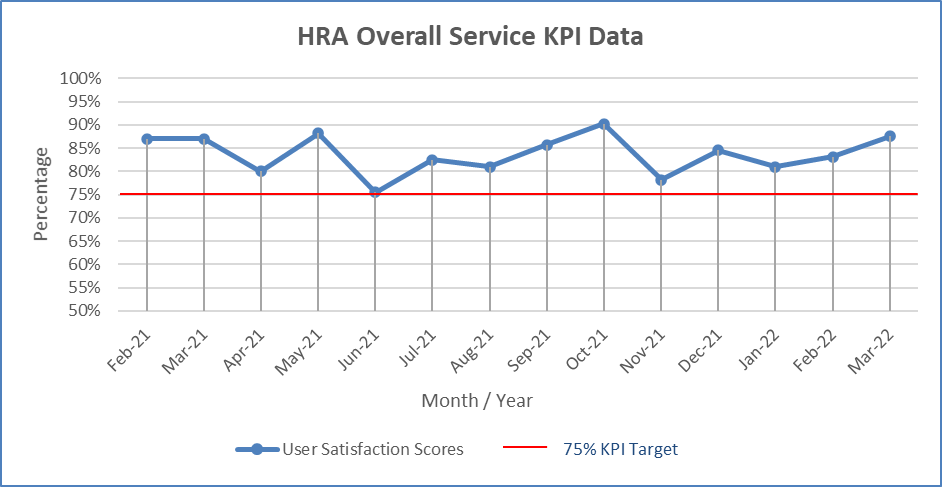 HRA Overall Service KPI Data
Percentage
100%
95%
90%
85%
80%
75%
70%
65%
60%
55%
50%
Feb-21 Mar-21 Apr-21 May-21 Jun-21 Jul-21 Aug-21 Sep-21 Oct-21 Nov-21 Dec-21 Jan-22 Feb-22 Mar-22
Month / Year
User Satisfaction Scores 75% KPI Target